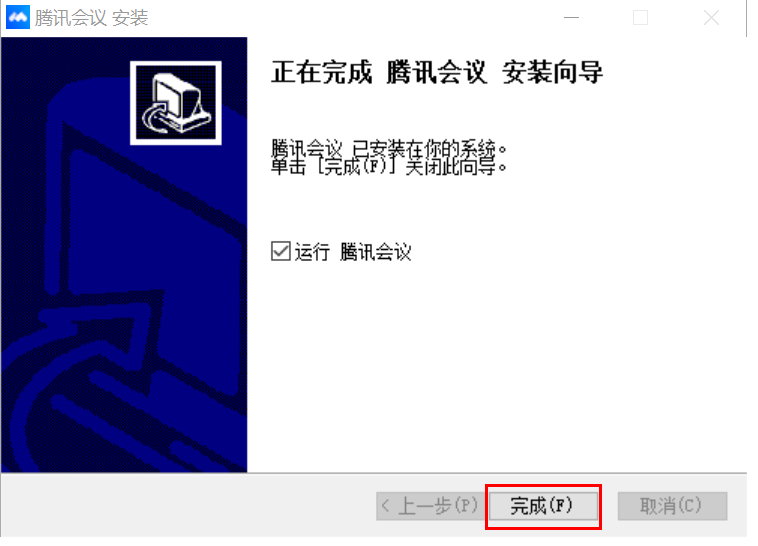 腾讯会议 安装
正在完成 腾讯会议 安装向导
腾讯会议 已安装在你的系统。
单击 [完成(F)] 关闭此向导。
运行 腾讯会议
< 上一步(P)
完成(F)
取消(C)